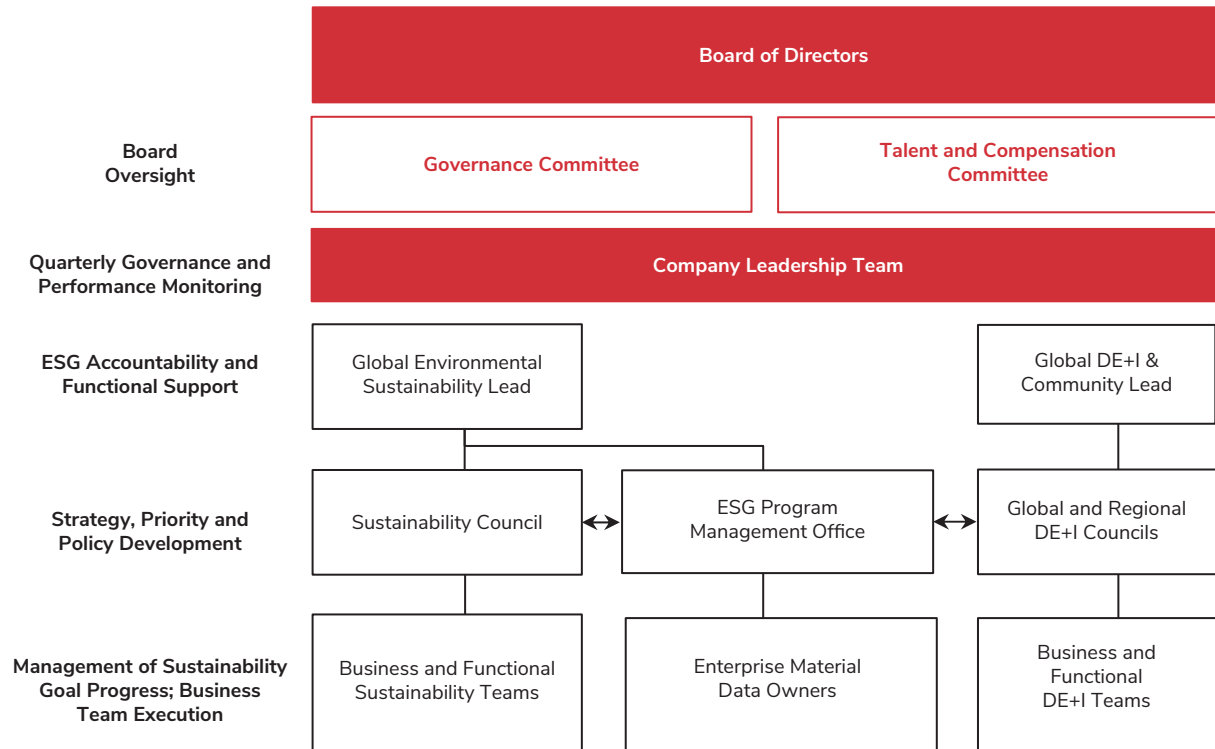 Board of Directors
Board
Oversight
Governance Committee
Talent and Compensation
Committee
Quarterly Governance and
Performance Monitoring
Company Leadership Team
ESG Accountability and
Functional Support
Global Environmental
Sustainability Lead
Global DE+I &
Community Lead
Strategy, Priority and
Policy Development
Sustainability Council
ESG Program
Management Office
Global and Regional
DE+I Councils
Management of Sustainability
Goal Progress; Business
Team Execution
Business and Functional
Sustainability Teams
Enterprise Material
Data Owners
Business and
Functional
DE+I Teams